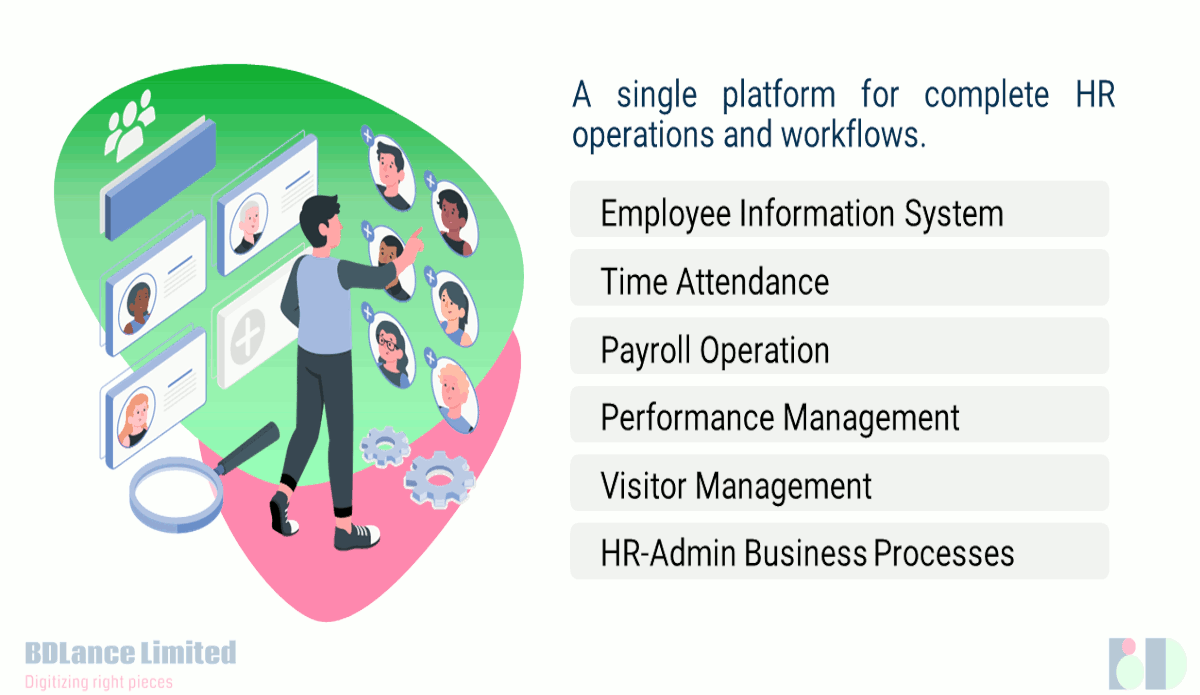 A single platform for complete HR
operations and workflows.
Employee Information System
Time Attendance
Payroll Operation
Performance Management
Visitor Management
HR-Admin Business Processes
BDLance Limited
Digitizing right pieces